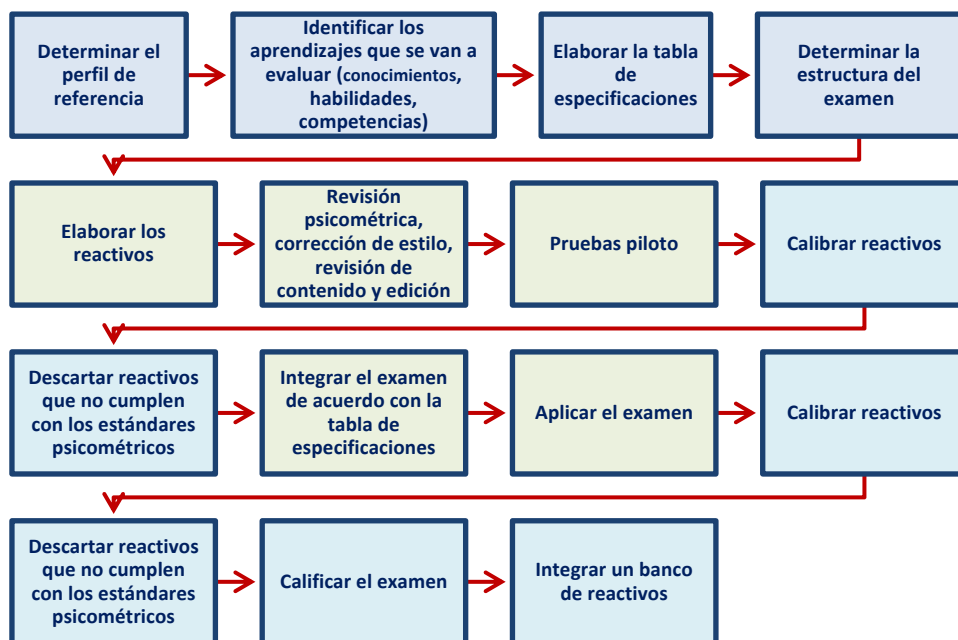 Determinar el
perfil de
referencia
Identificar los
aprendizajes que se van a
evaluar (conocimientos,
habilidades,
competencias)
Elaborar la tabla
de
especificaciones
Determinar la
estructura del
examen
Elaborar los
reactivos
Revisión
psicométrica,
corrección de estilo,
revisión de
contenido y edición
Pruebas piloto
Calibrar reactivos
Descartar reactivos
que no cumplen
con los estándares
psicométricos
Integrar el examen
de acuerdo con la
tabla de
especificaciones
Aplicar el examen
Calibrar reactivos
Descartar reactivos
que no cumplen
con los estándares
psicométricos
Calificar el examen
Integrar un banco
de reactivos